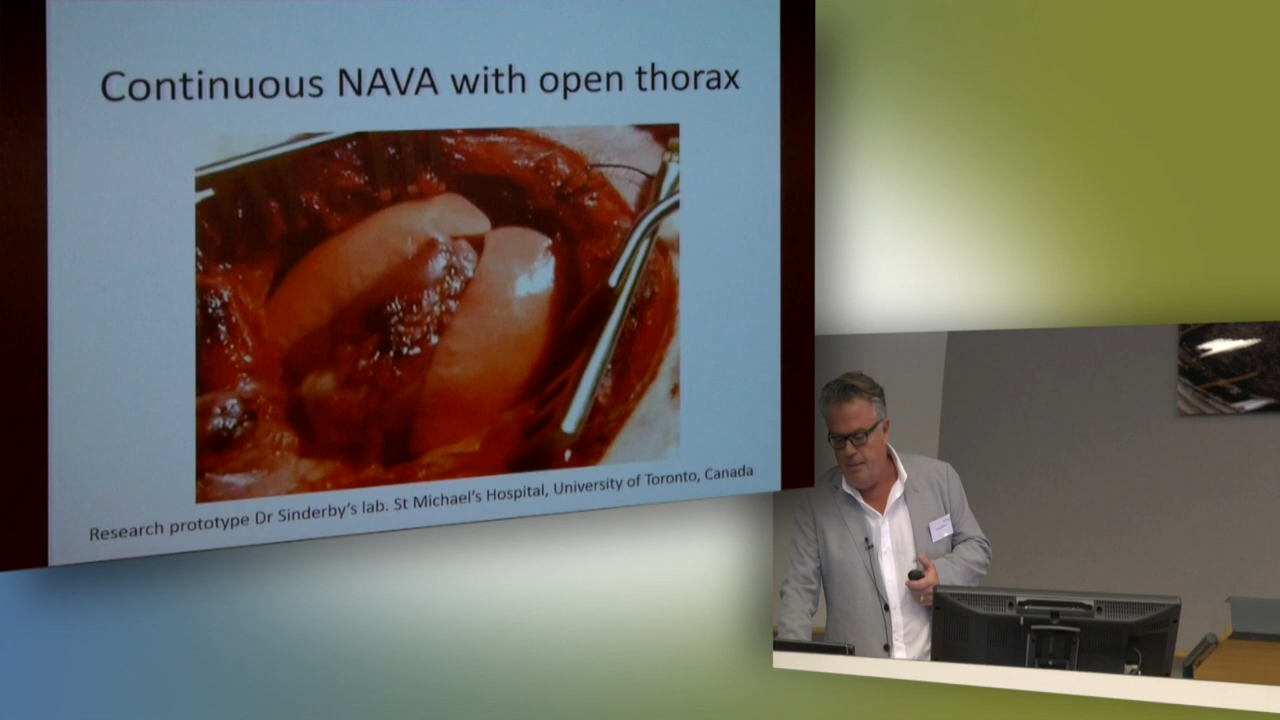 Continuous NAVA with open thorax
Research prototype Dr Sinderby's lab. St Michael's Hospital, University of Toronto, Canada